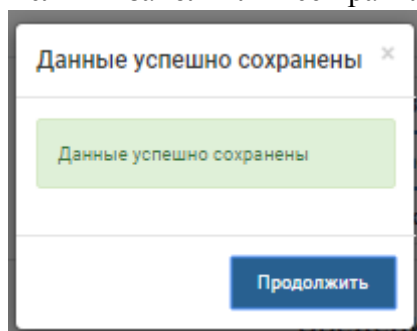 Данные успешно сохранены ×
Данные успешно сохранены
Продолжить